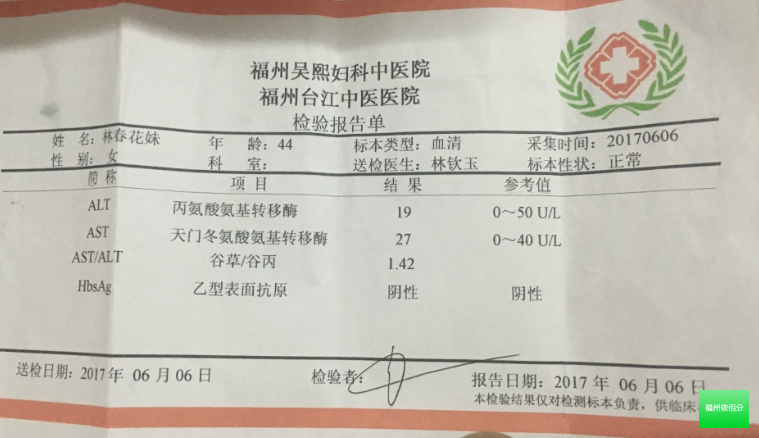 福州吴熙妇科中医院
福州台江中医医院
检验报告单
姓 名：林春花妹 年 龄：44 标本类型：血清 采集时间：20170606
性 别：女 科 室： 送检医生：林钦玉 标本性状：正常
简 称 项 目 结 果 参考值
ALT 丙氨酸氨基转移酶 19 0～50 U/L
AST 天门冬氨酸氨基转移酶 27 0～40 U/L
AST/ALT 谷草/谷丙 1.42
HbsAg 乙型表面抗原 阴性 阴性
送检日期：2017 年 06 月 06 日 检验者： 报告日期：2017 年 06 月 06 日
本检验结果仅对检测标本负责，供临床
福州依佰分